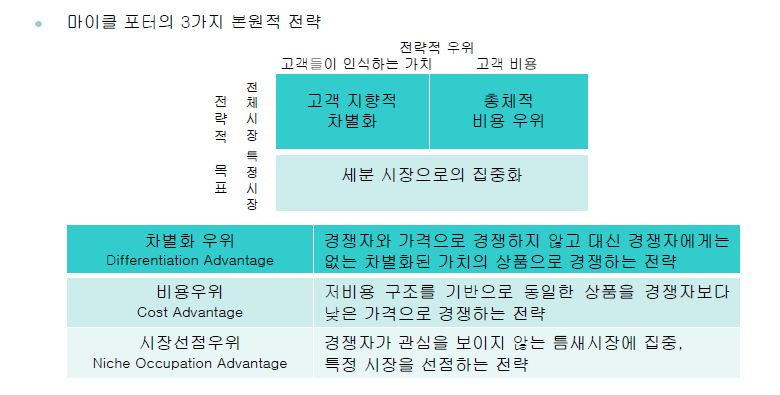 마이클 포터의 3가지 본원적 전략
전략적 우위
고객들이 인식하는 가치
고객 비용
전략적 목표
전체시장
특정시장
고객 지향적
차별화
총체적
비용 우위
세분 시장으로의 집중화
차별화 우위
Differentiation Advantage
경쟁자와 가격으로 경쟁하지 않고 대신 경쟁자에게는
없는 차별화된 가치의 상품으로 경쟁하는 전략
비용우위
Cost Advantage
저비용 구조를 기반으로 동일한 상품을 경쟁자보다
낮은 가격으로 경쟁하는 전략
시장선점우위
Niche Occupation Advantage
경쟁자가 관심을 보이지 않는 틈새시장에 집중,
특정 시장을 선점하는 전략